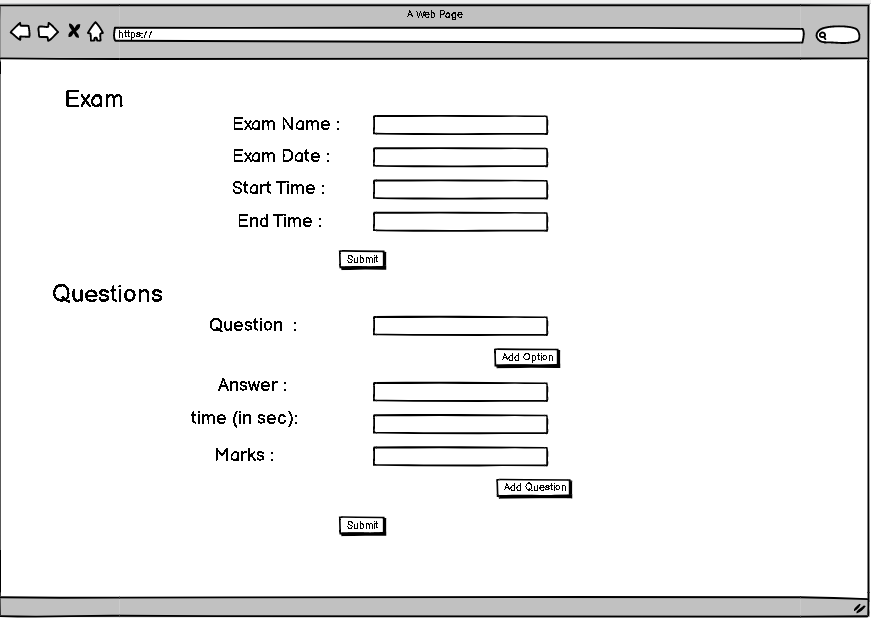 A Web Page
https://
Exam
Exam Name :
Exam Date :
Start Time :
End Time :
Submit
Questions
Question :
Add Option
Answer :
time (in sec):
Marks :
Add Question
Submit